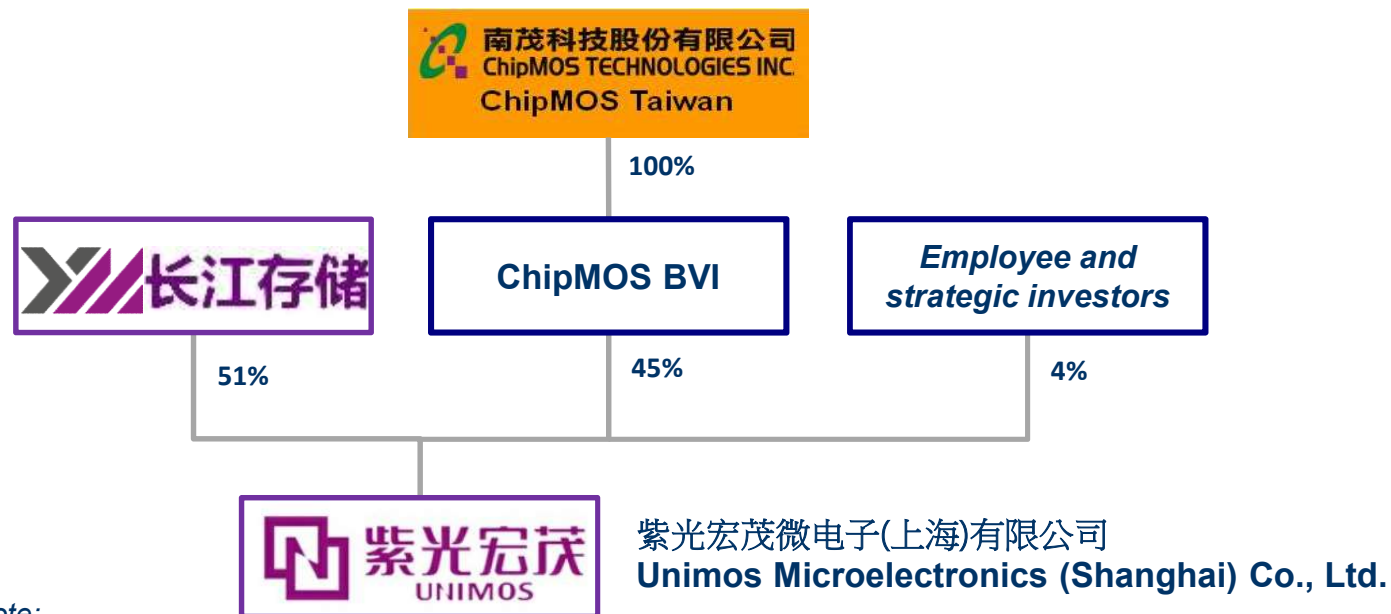 南茂科技股份有限公司
ChipMOS TECHNOLOGIES INC.
ChipMOS Taiwan
100%
长江存储
ChipMOS BVI
Employee and
strategic investors
51%
45%
4%
紫光宏茂
UNIMOS
紫光宏茂微电子(上海)有限公司
Unimos Microelectronics (Shanghai) Co., Ltd.